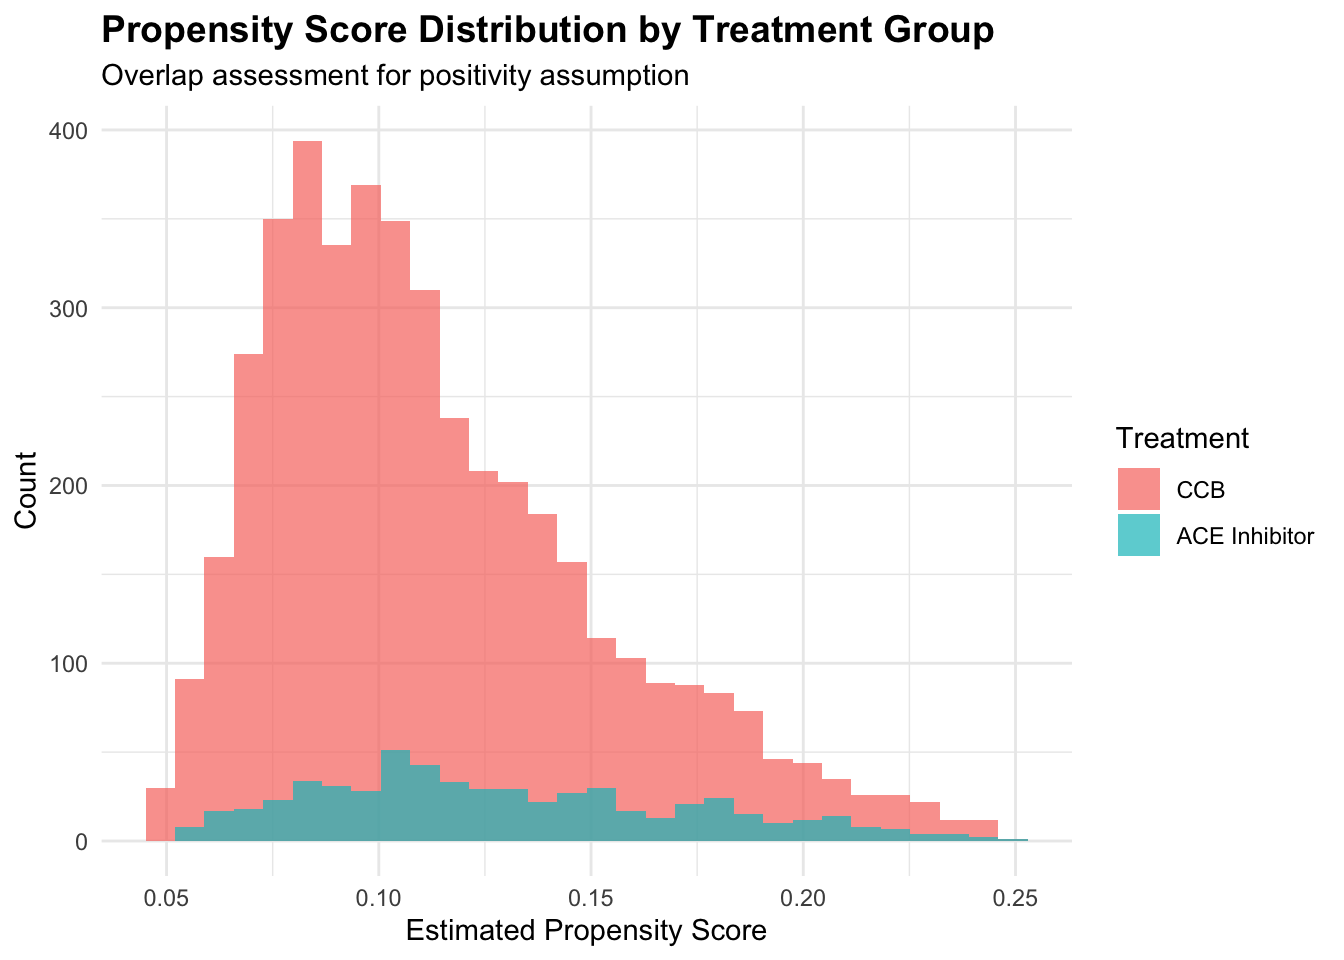 Propensity Score Distribution by Treatment Group
Overlap assessment for positivity assumption
400
300
200
100
0
Count
0.05
0.10
0.15
0.20
0.25
Estimated Propensity Score
Treatment
CCB
ACE Inhibitor